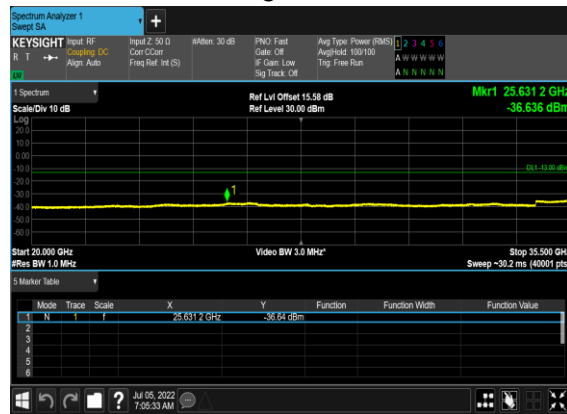 Spectrum Analyzer 1
Swept SA
+
KEYSIGHT Input: RF Input Z: 50 Ω #Atten: 30 dB PNO: Fast Avg Type: Power (RMS) 1 2 3 4 5 6
R T Coupling: DC Corr CCorr Gate: Off Avg|Hold: 100/100 A W W W W W
Align: Auto Freq Ref: Int (S) IF Gain: Low Trig: Free Run
Sig Track: Off A N N N N N
LW
1 Spectrum Ref Lvl Offset 15.58 dB Mkr1 25.631 2 GHz
Scale/Div 10 dB Ref Level 30.00 dBm -36.636 dBm
Log
20.0
10.0
0.00
-10.0
DL1 -13.00 dBm
-20.0
-30.0
1
-40.0
-50.0
-60.0
Start 20.000 GHz Video BW 3.0 MHz* Stop 35.500 GHz
#Res BW 1.0 MHz Sweep ~30.2 ms (40001 pts
5 Marker Table
Mode Trace Scale X Y Function Function Width Function Value
1 N 1 f 25.631 2 GHz -36.64 dBm
2
3
4
5
6
? Jul 05, 2022
7:05:33 AM